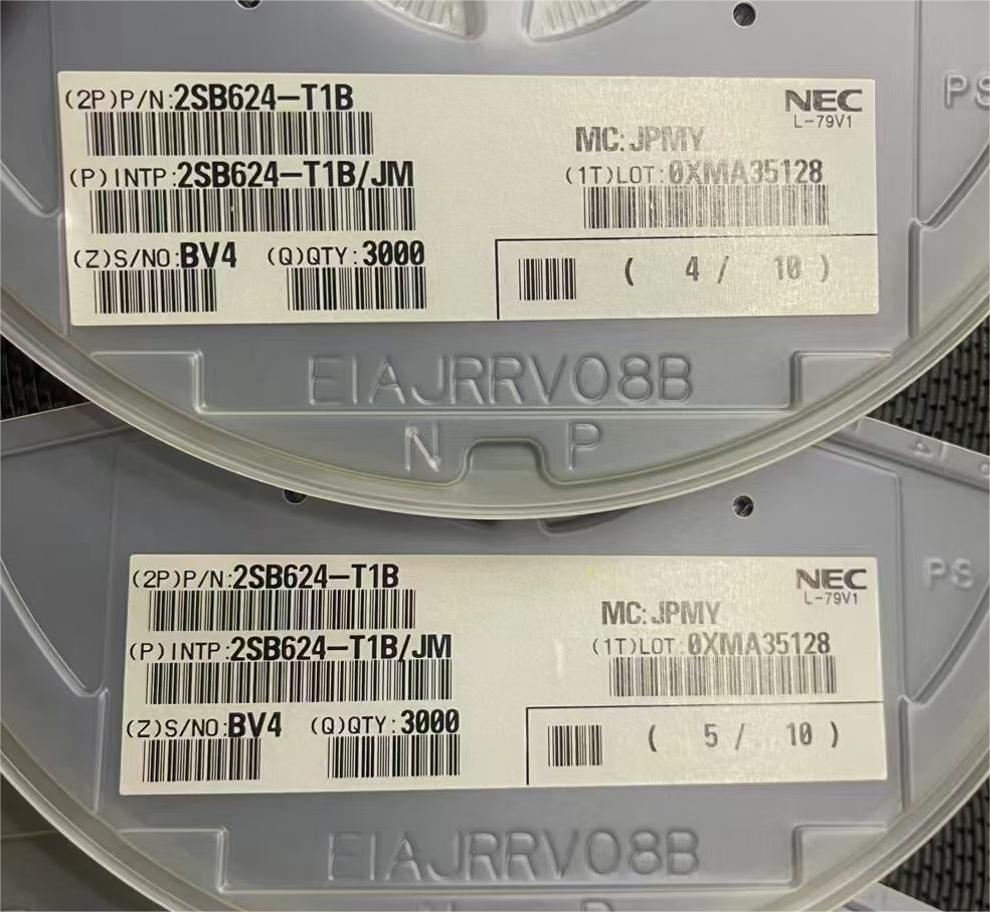 (2P)P/N:2SB624-T1B
NEC
L-79V1
MC:JPMY
(P)INTP:2SB624-T1B/JM
(1T)LOT:0XMA35128
(Z)S/NO:BV4 (Q)QTY:3000
( 4 / 10 )
PS
EIAJRRV08B
N P
(2P)P/N:2SB624-T1B
NEC
L-79V1
MC:JPMY
(P)INTP:2SB624-T1B/JM
(1T)LOT:0XMA35128
(Z)S/NO:BV4 (Q)QTY:3000
( 5 / 10 )
PS
EIAJRRV08B